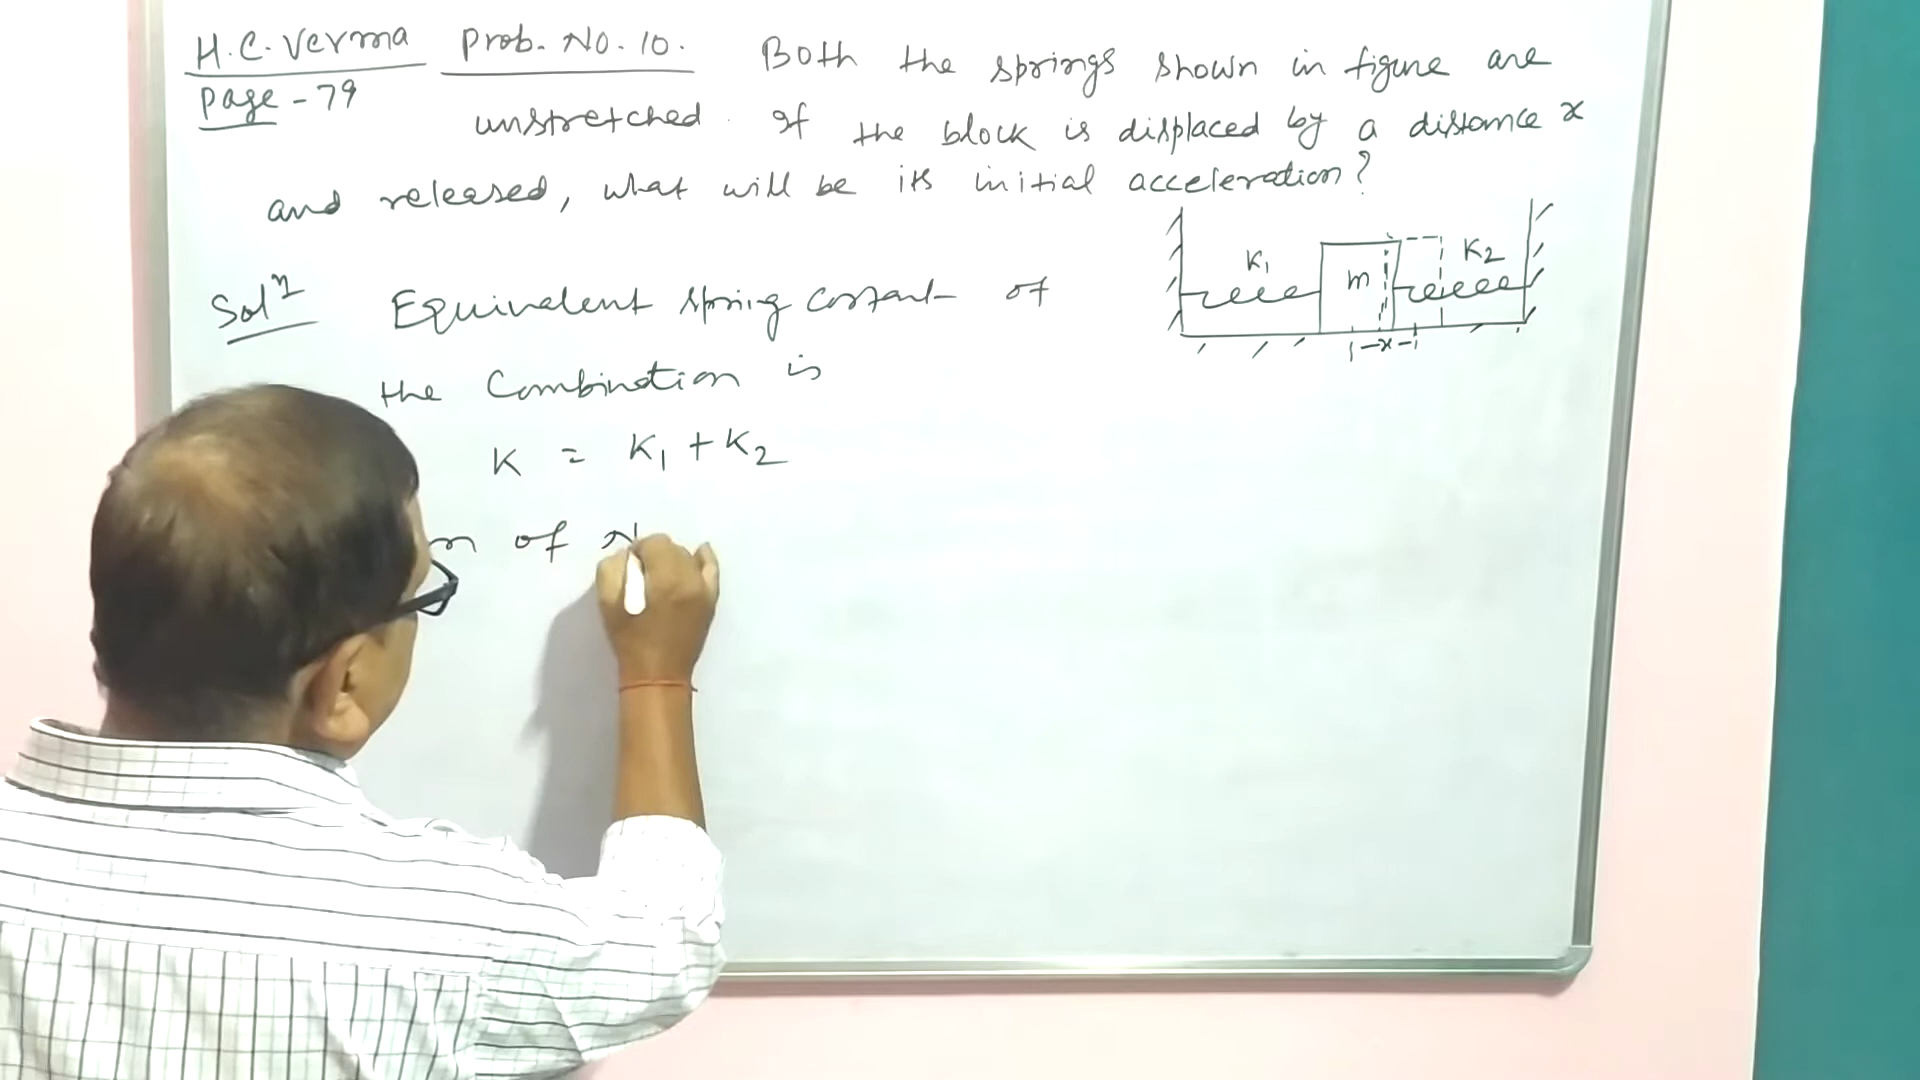 H.C. Verma Prob. No. 10. Both the springs shown in figure are
Page - 79 unstretched. If the block is displaced by a distance x
and released, what will be its initial acceleration?
K1 m K2
x
Solⁿ Equivalent spring constant of
the Combination is
K = K1 + K2
of N